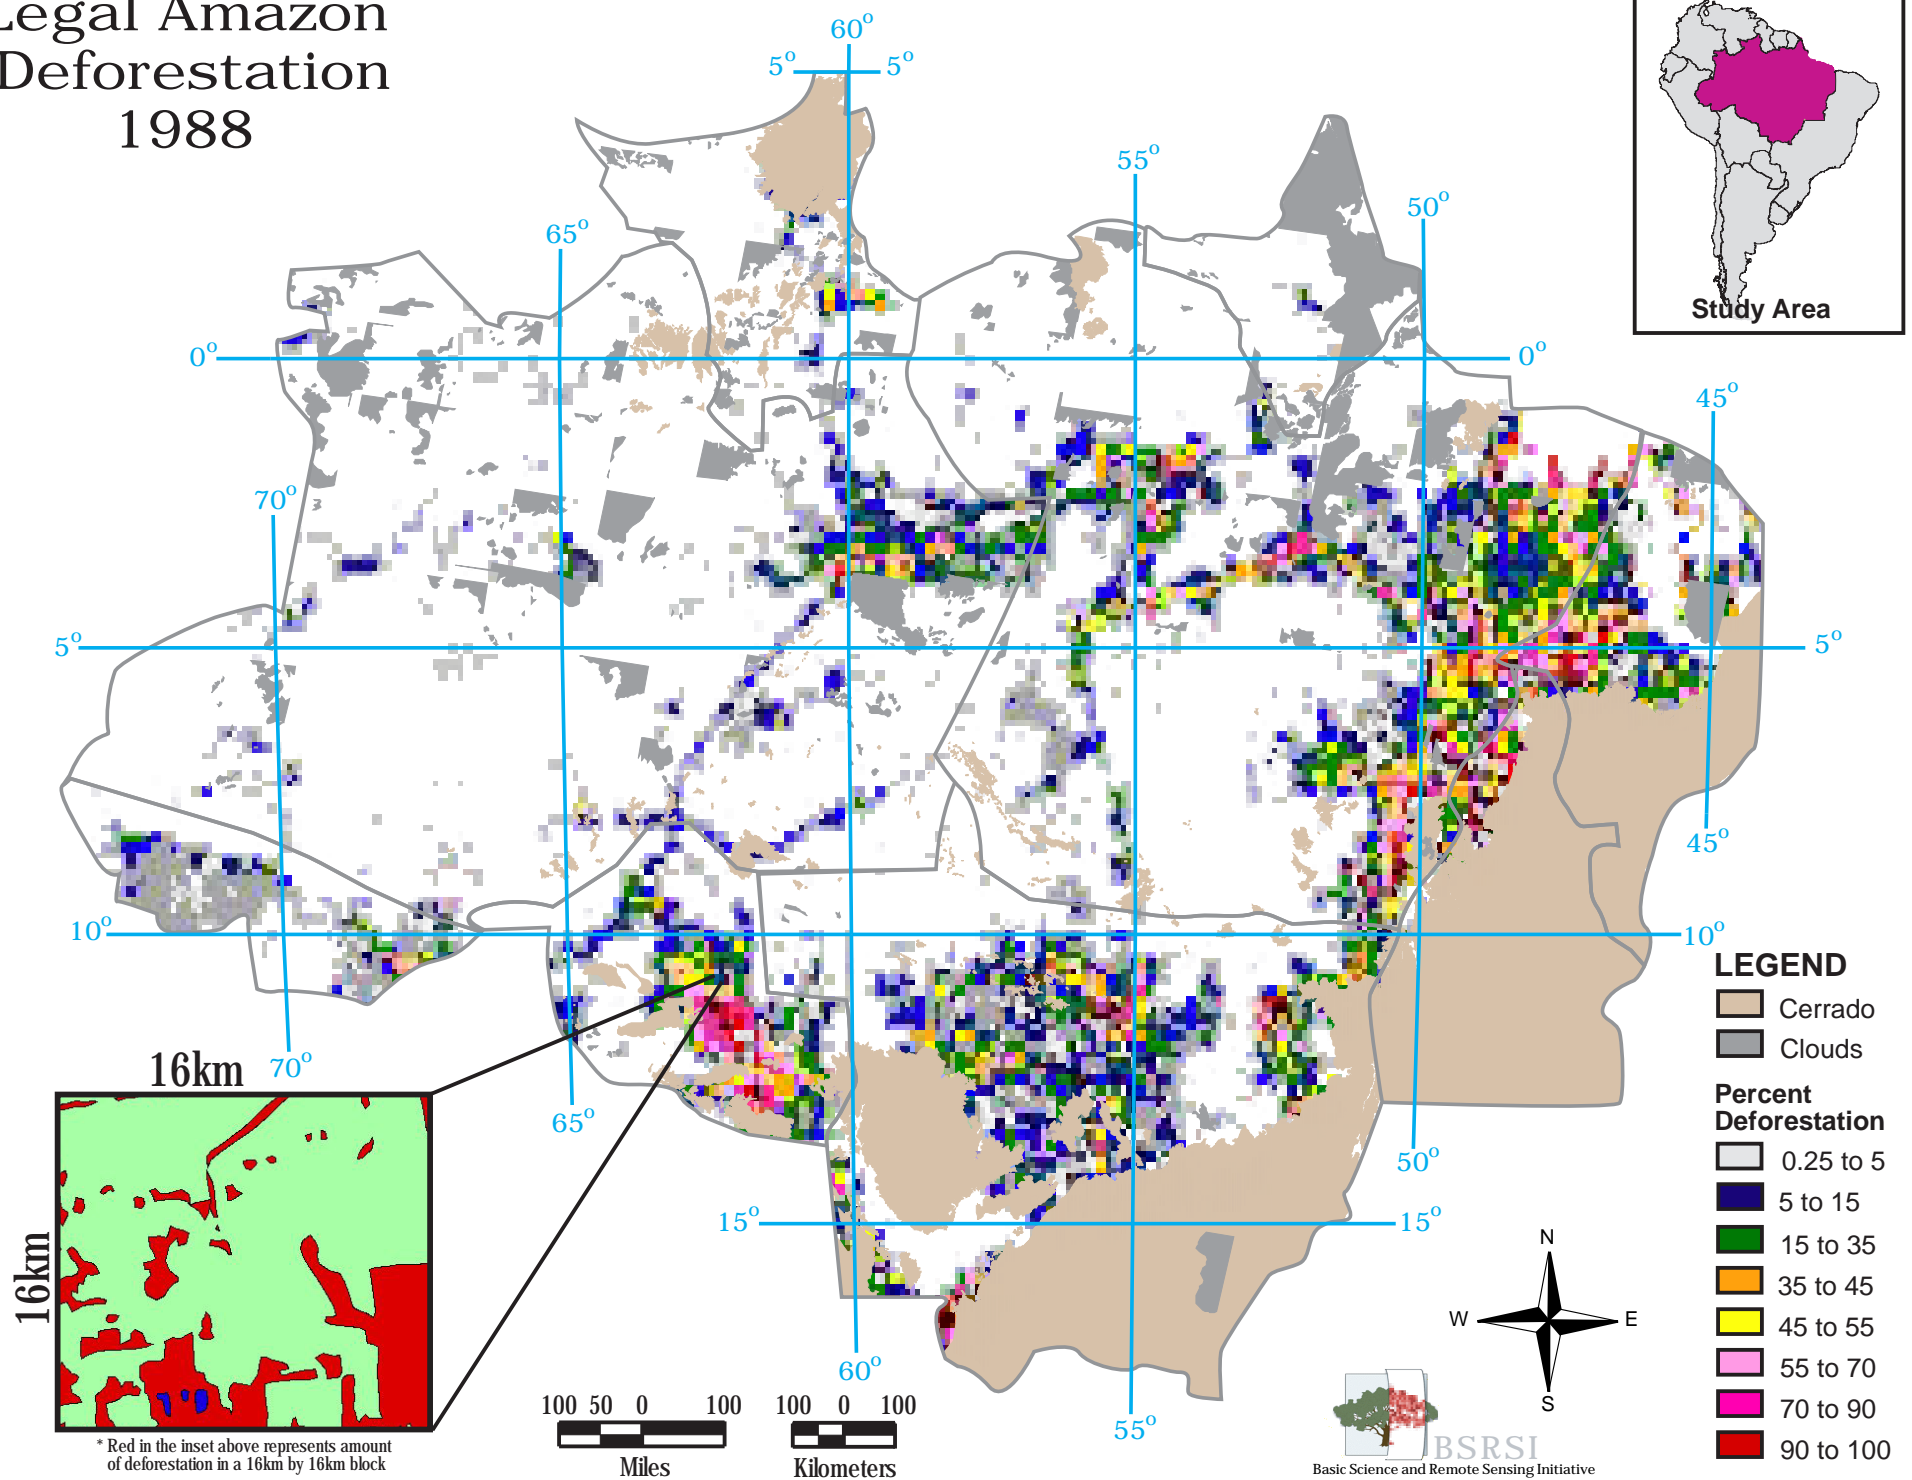 Legal Amazon
Deforestation
1988
60°
5°
5°
55°
65°
50°
0°
0°
45°
70°
5°
5°
45°
10°
10°
70°
65°
50°
15°
15°
60°
55°
Study Area
LEGEND
Cerrado
Clouds
Percent
Deforestation
0.25 to 5
5 to 15
15 to 35
35 to 45
45 to 55
55 to 70
70 to 90
90 to 100
N
W
E
S
16km
16km
* Red in the inset above represents amount
of deforestation in a 16km by 16km block
100 50 0 100
Miles
100 0 100
Kilometers
BSRSI
Basic Science and Remote Sensing Initiative